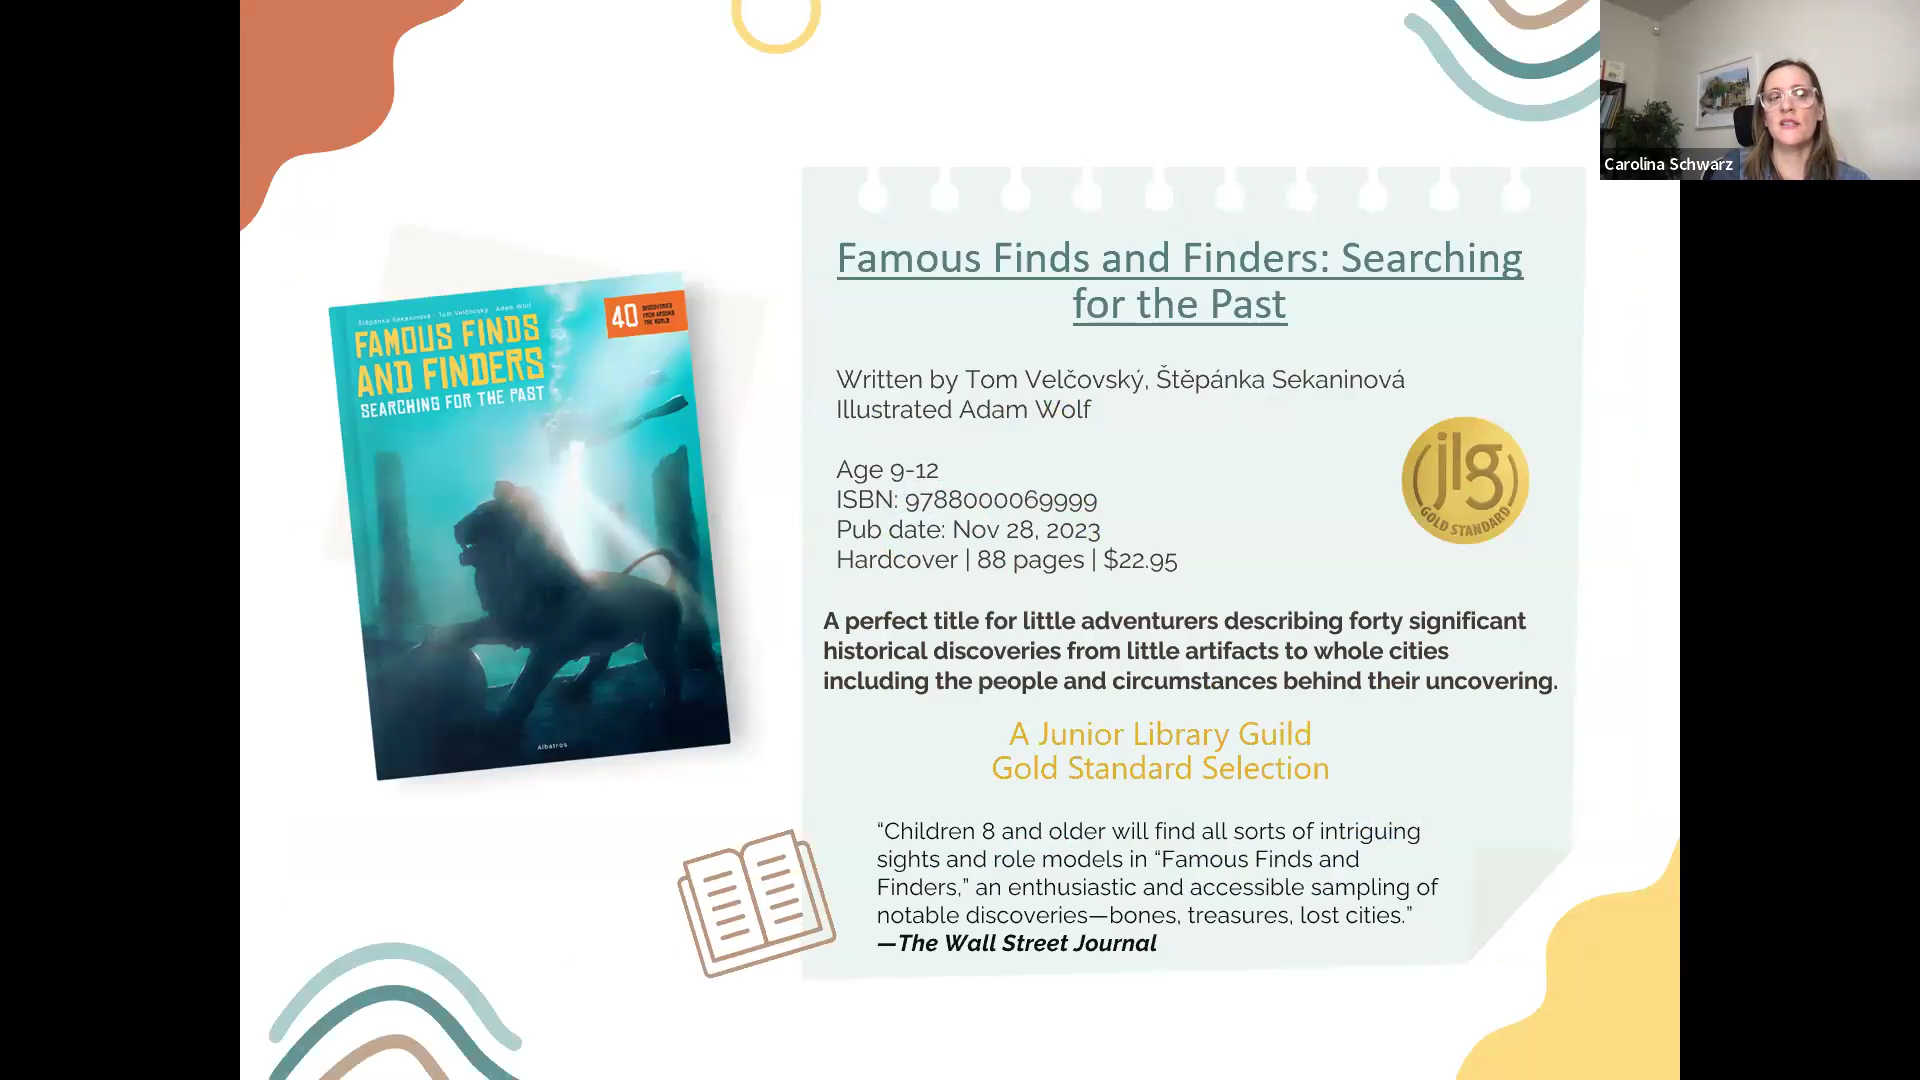 Carolina Schwarz
Famous Finds and Finders: Searching
for the Past
Written by Tom Velčovský, Štěpánka Sekaninová
Illustrated Adam Wolf
Age 9-12
ISBN: 9788000069999
Pub date: Nov 28, 2023
Hardcover | 88 pages | $22.95
jlg
GOLD STANDARD
A perfect title for little adventurers describing forty significant
historical discoveries from little artifacts to whole cities
including the people and circumstances behind their uncovering.
A Junior Library Guild
Gold Standard Selection
“Children 8 and older will find all sorts of intriguing
sights and role models in “Famous Finds and
Finders,” an enthusiastic and accessible sampling of
notable discoveries—bones, treasures, lost cities.”
—The Wall Street Journal
Štěpánka Sekaninová · Tom Velčovský · Adam Wolf
FAMOUS FINDS
AND FINDERS
SEARCHING FOR THE PAST
40
DISCOVERIES
FROM AROUND
THE WORLD
Albatros